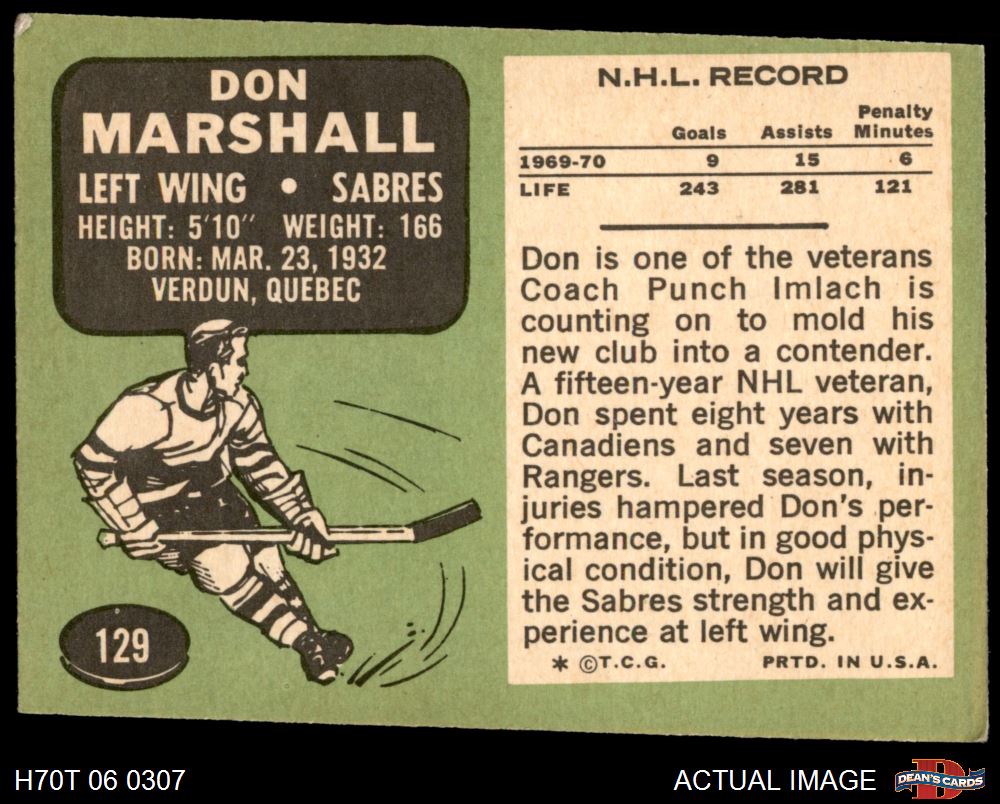 DON
MARSHALL
LEFT WING • SABRES
HEIGHT: 5'10" WEIGHT: 166
BORN: MAR. 23, 1932
VERDUN, QUEBEC
129
N.H.L. RECORD
Goals Assists Penalty Minutes
1969-70 9 15 6
LIFE 243 281 121
Don is one of the veterans
Coach Punch Imlach is
counting on to mold his
new club into a contender.
A fifteen-year NHL veteran,
Don spent eight years with
Canadiens and seven with
Rangers. Last season, in-
juries hampered Don's per-
formance, but in good phys-
ical condition, Don will give
the Sabres strength and ex-
perience at left wing.
* ©T.C.G. PRTD. IN U.S.A.
H70T 06 0307
ACTUAL IMAGE
D
DEAN'S CARDS